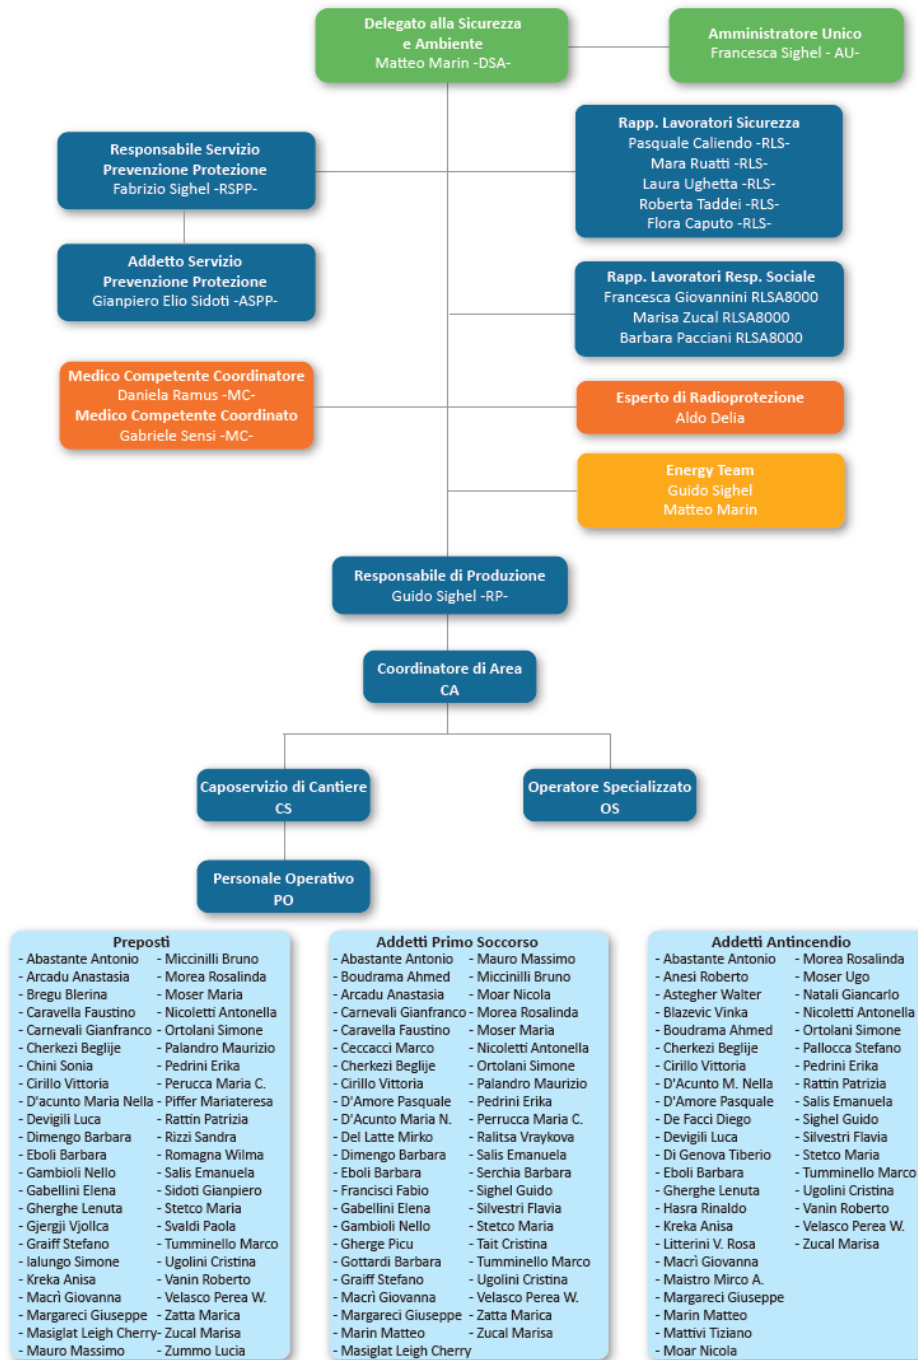 Delegato alla Sicurezza
e Ambiente
Matteo Marin -DSA-
Amministratore Unico
Francesca Sighel - AU-
Responsabile Servizio
Prevenzione Protezione
Fabrizio Sighel -RSPP-
Rapp. Lavoratori Sicurezza
Pasquale Caliendo -RLS-
Mara Ruatti -RLS-
Laura Ughetta -RLS-
Roberta Taddei -RLS-
Flora Caputo -RLS-
Addetto Servizio
Prevenzione Protezione
Gianpiero Elio Sidoti -ASPP-
Rapp. Lavoratori Resp. Sociale
Francesca Giovannini RLSA8000
Marisa Zucal RLSA8000
Barbara Pacciani RLSA8000
Medico Competente Coordinatore
Daniela Ramus -MC-
Medico Competente Coordinato
Gabriele Sensi -MC-
Esperto di Radioprotezione
Aldo Delia
Energy Team
Guido Sighel
Matteo Marin
Responsabile di Produzione
Guido Sighel -RP-
Coordinatore di Area
CA
Caposervizio di Cantiere
CS
Operatore Specializzato
OS
Personale Operativo
PO
Preposti
- Abastante Antonio
- Arcadu Anastasia
- Bregu Blerina
- Caravella Faustino
- Carnevali Gianfranco
- Cherkezi Beglije
- Chini Sonia
- Cirillo Vittoria
- D'acunto Maria Nella
- Devigili Luca
- Dimengo Barbara
- Eboli Barbara
- Gambioli Nello
- Gabellini Elena
- Gherghe Lenuta
- Gjergji Vjollca
- Graiff Stefano
- Ialungo Simone
- Kreka Anisa
- Macrì Giovanna
- Margareci Giuseppe
- Masiglat Leigh Cherry
- Mauro Massimo
- Miccinilli Bruno
- Morea Rosalinda
- Moser Maria
- Nicoletti Antonella
- Ortolani Simone
- Palandro Maurizio
- Pedrini Erika
- Perucca Maria C.
- Piffer Mariateresa
- Rattin Patrizia
- Rizzi Sandra
- Romagna Wilma
- Salis Emanuela
- Sidoti Gianpiero
- Stetco Maria
- Svaldi Paola
- Tumminello Marco
- Ugolini Cristina
- Vanin Roberto
- Velasco Perea W.
- Zatta Marica
- Zucal Marisa
- Zummo Lucia
Addetti Primo Soccorso
- Abastante Antonio
- Boudrama Ahmed
- Arcadu Anastasia
- Carnevali Gianfranco
- Caravella Faustino
- Ceccacci Marco
- Cherkezi Beglije
- Cirillo Vittoria
- D'Amore Pasquale
- D'Acunto Maria N.
- Del Latte Mirko
- Dimengo Barbara
- Eboli Barbara
- Francisci Fabio
- Gabellini Elena
- Gambioli Nello
- Gherge Picu
- Gottardi Barbara
- Graiff Stefano
- Macrì Giovanna
- Margareci Giuseppe
- Marin Matteo
- Masiglat Leigh Cherry
- Mauro Massimo
- Miccinilli Bruno
- Moar Nicola
- Morea Rosalinda
- Moser Maria
- Nicoletti Antonella
- Ortolani Simone
- Palandro Maurizio
- Pedrini Erika
- Perrucca Maria C.
- Ralitsa Vraykova
- Salis Emanuela
- Serchia Barbara
- Sighel Guido
- Silvestri Flavia
- Stetco Maria
- Tait Cristina
- Tumminello Marco
- Ugolini Cristina
- Velasco Perea W.
- Zatta Marica
- Zucal Marisa
Addetti Antincendio
- Abastante Antonio
- Anesi Roberto
- Astegher Walter
- Blazevic Vinka
- Boudrama Ahmed
- Cherkezi Beglije
- Cirillo Vittoria
- D'Acunto M. Nella
- D'Amore Pasquale
- De Facci Diego
- Devigili Luca
- Di Genova Tiberio
- Eboli Barbara
- Gherghe Lenuta
- Hasra Rinaldo
- Kreka Anisa
- Litterini V. Rosa
- Macrì Giovanna
- Maistro Mirco A.
- Margareci Giuseppe
- Marin Matteo
- Mattivi Tiziano
- Moar Nicola
- Morea Rosalinda
- Moser Ugo
- Natali Giancarlo
- Nicoletti Antonella
- Ortolani Simone
- Pallocca Stefano
- Pedrini Erika
- Rattin Patrizia
- Salis Emanuela
- Sighel Guido
- Silvestri Flavia
- Stetco Maria
- Tumminello Marco
- Ugolini Cristina
- Vanin Roberto
- Velasco Perea W.
- Zucal Marisa